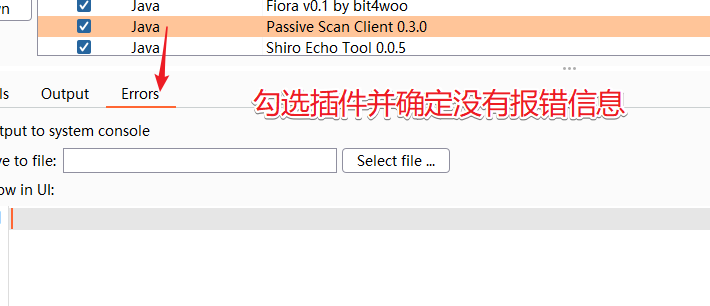 wn
Java Fiora v0.1 by bit4woo
Java Passive Scan Client 0.3.0
Java Shiro Echo Tool 0.0.5
ls Output Errors
勾选插件并确定没有报错信息
tput to system console
ve to file: Select file ...
ow in UI: